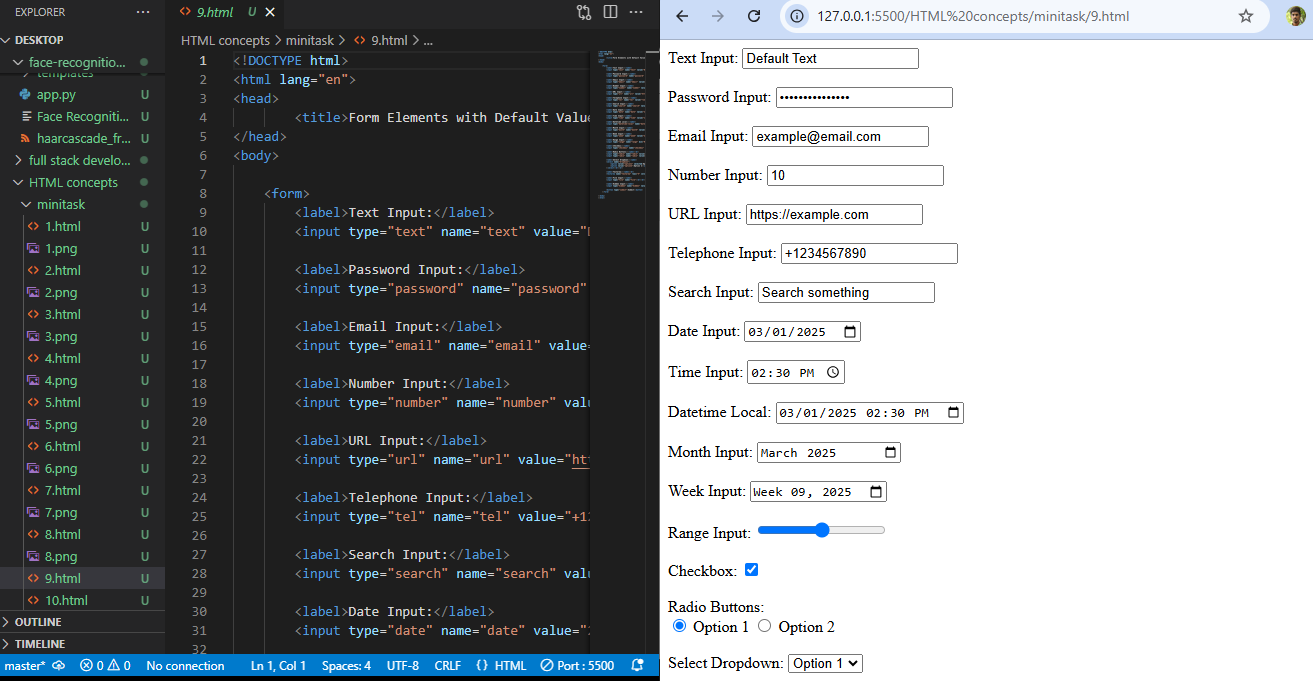 EXPLORER
DESKTOP
face-recognitio...
templates
app.py U
Face Recogniti... U
haarcascade_fr... U
full stack develo...
HTML concepts
minitask
1.html U
1.png U
2.html U
2.png U
3.html U
3.png U
4.html U
4.png U
5.html U
5.png U
6.html U
6.png U
7.html U
7.png U
8.html U
8.png U
9.html U
10.html U
OUTLINE
TIMELINE
9.html U
HTML concepts > minitask > 9.html > ...
1 <!DOCTYPE html>
2 <html lang="en">
3 <head>
4 <title>Form Elements with Default Value
5 </head>
6 <body>
7
8 <form>
9 <label>Text Input:</label>
10 <input type="text" name="text" value="
11
12 <label>Password Input:</label>
13 <input type="password" name="password"
14
15 <label>Email Input:</label>
16 <input type="email" name="email" value=
17
18 <label>Number Input:</label>
19 <input type="number" name="number" valu
20
21 <label>URL Input:</label>
22 <input type="url" name="url" value="htt
23
24 <label>Telephone Input:</label>
25 <input type="tel" name="tel" value="+12
26
27 <label>Search Input:</label>
28 <input type="search" name="search" valu
29
30 <label>Date Input:</label>
31 <input type="date" name="date" value="2
32
master* 0 0 No connection Ln 1, Col 1 Spaces: 4 UTF-8 CRLF {} HTML Port : 5500
127.0.0.1:5500/HTML%20concepts/minitask/9.html
Text Input: Default Text
Password Input: •••••••••••••••
Email Input: example@email.com
Number Input: 10
URL Input: https://example.com
Telephone Input: +1234567890
Search Input: Search something
Date Input: 03/01/2025
Time Input: 02:30 PM
Datetime Local: 03/01/2025 02:30 PM
Month Input: March 2025
Week Input: Week 09, 2025
Range Input:
Checkbox:
Radio Buttons:
Option 1 Option 2
Select Dropdown: Option 1